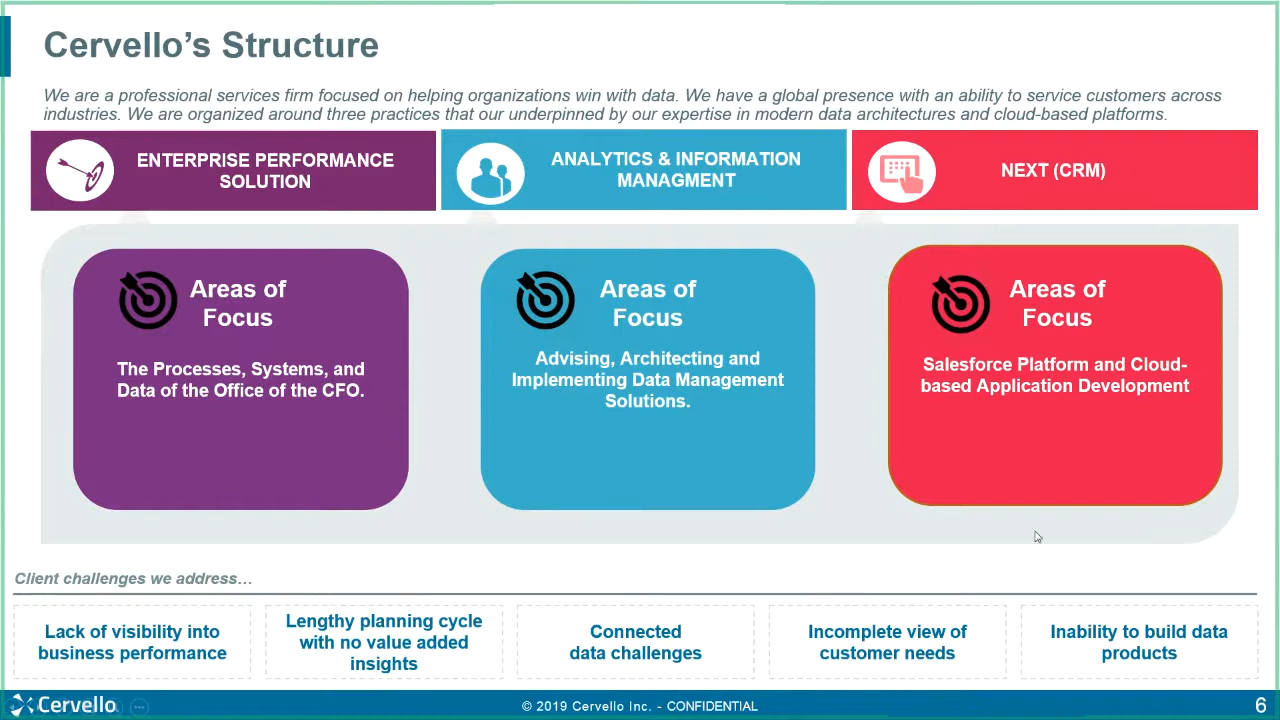 Cervello’s Structure
We are a professional services firm focused on helping organizations win with data. We have a global presence with an ability to service customers across
industries. We are organized around three practices that our underpinned by our expertise in modern data architectures and cloud-based platforms.
ENTERPRISE PERFORMANCE
SOLUTION
ANALYTICS & INFORMATION
MANAGMENT
NEXT (CRM)
Areas of
Focus
The Processes, Systems, and
Data of the Office of the CFO.
Areas of
Focus
Advising, Architecting and
Implementing Data Management
Solutions.
Areas of
Focus
Salesforce Platform and Cloud-
based Application Development
Client challenges we address…
Lack of visibility into
business performance
Lengthy planning cycle
with no value added
insights
Connected
data challenges
Incomplete view of
customer needs
Inability to build data
products
Cervello
© 2019 Cervello Inc. - CONFIDENTIAL
6